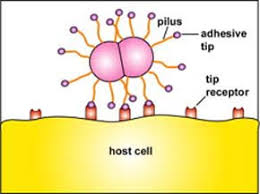 pilus
adhesive
tip
tip
receptor
host cell